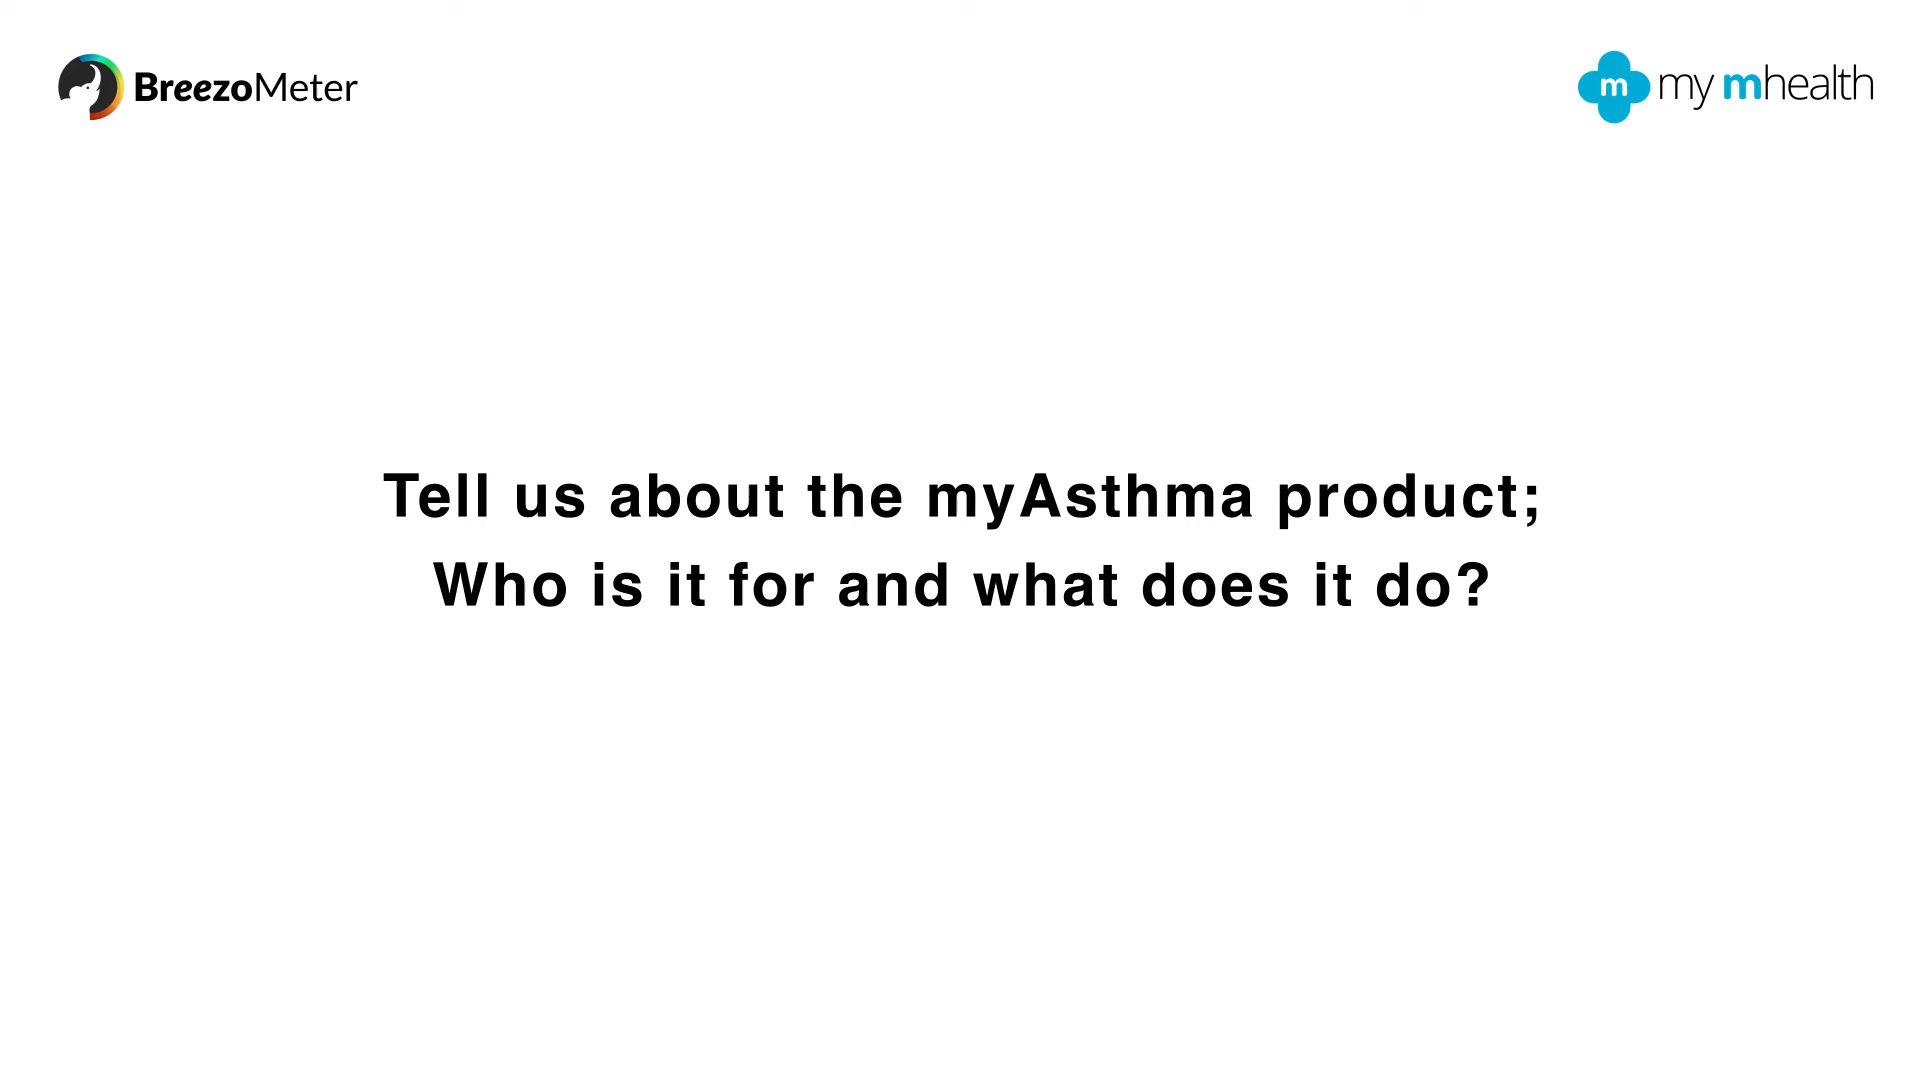 BreezoMeter
m my mhealth
Tell us about the myAsthma product;
Who is it for and what does it do?